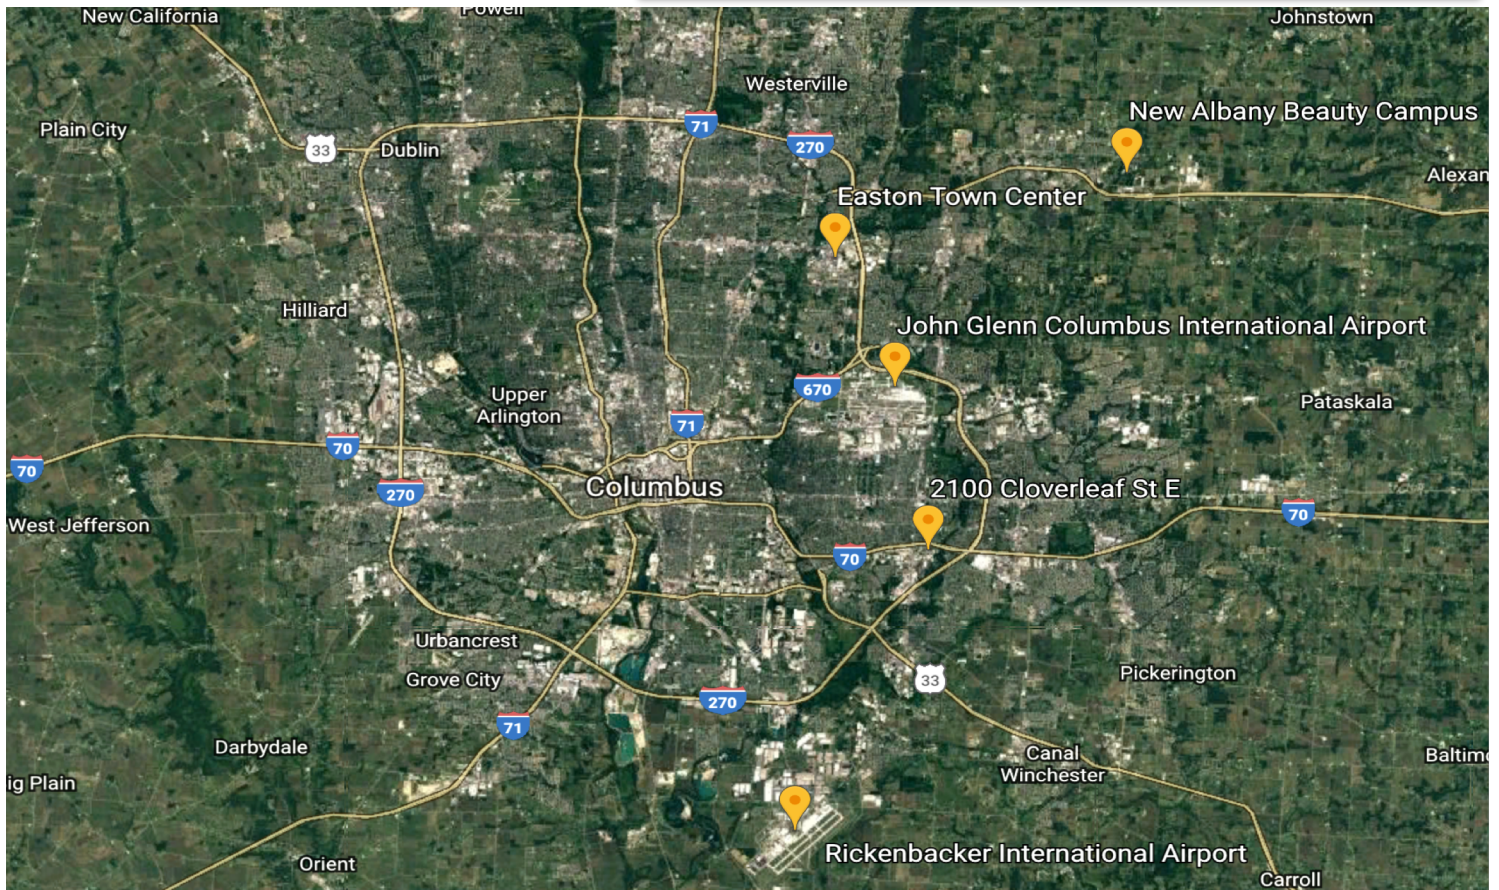 Powell
New California
Johnstown
Westerville
New Albany Beauty Campus
71
Plain City
33
Dublin
270
Alexan
Easton Town Center
Hilliard
John Glenn Columbus International Airport
670
Upper
Arlington
Pataskala
71
70
70
Columbus
270
2100 Cloverleaf St E
70
West Jefferson
70
Urbancrest
Pickerington
Grove City
33
270
71
Darbydale
Canal
Winchester
Baltimo
ig Plain
Rickenbacker International Airport
Orient
Carroll